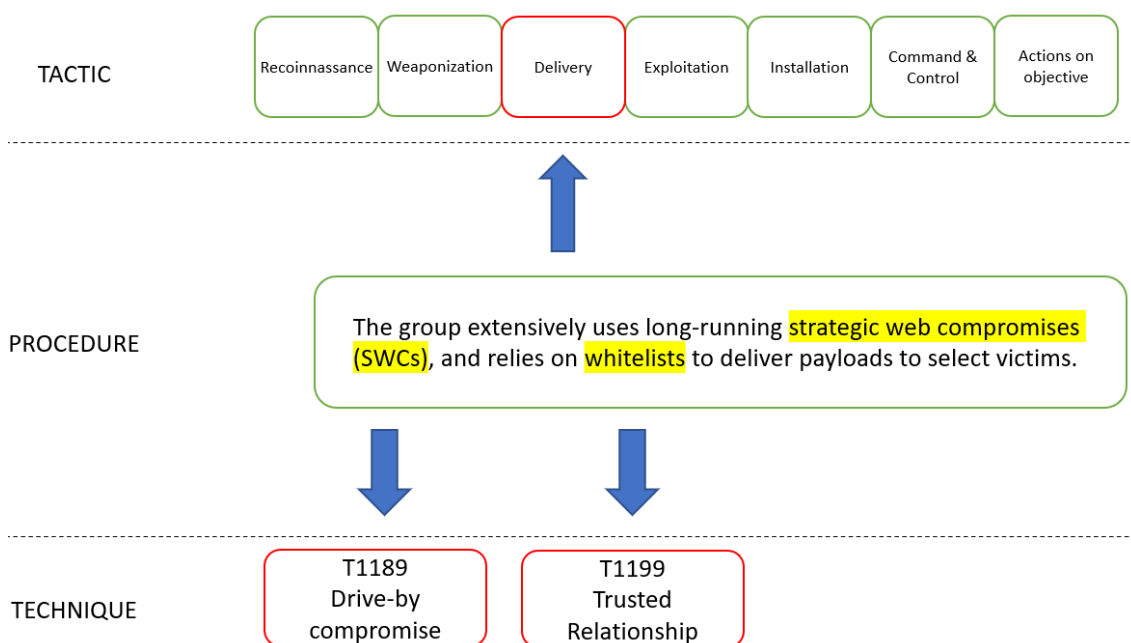 TACTIC
Recoinnassance
Weaponization
Delivery
Exploitation
Installation
Command &
Control
Actions on
objective
PROCEDURE
The group extensively uses long-running strategic web compromises
(SWCs), and relies on whitelists to deliver payloads to select victims.
TECHNIQUE
T1189
Drive-by
compromise
T1199
Trusted
Relationship